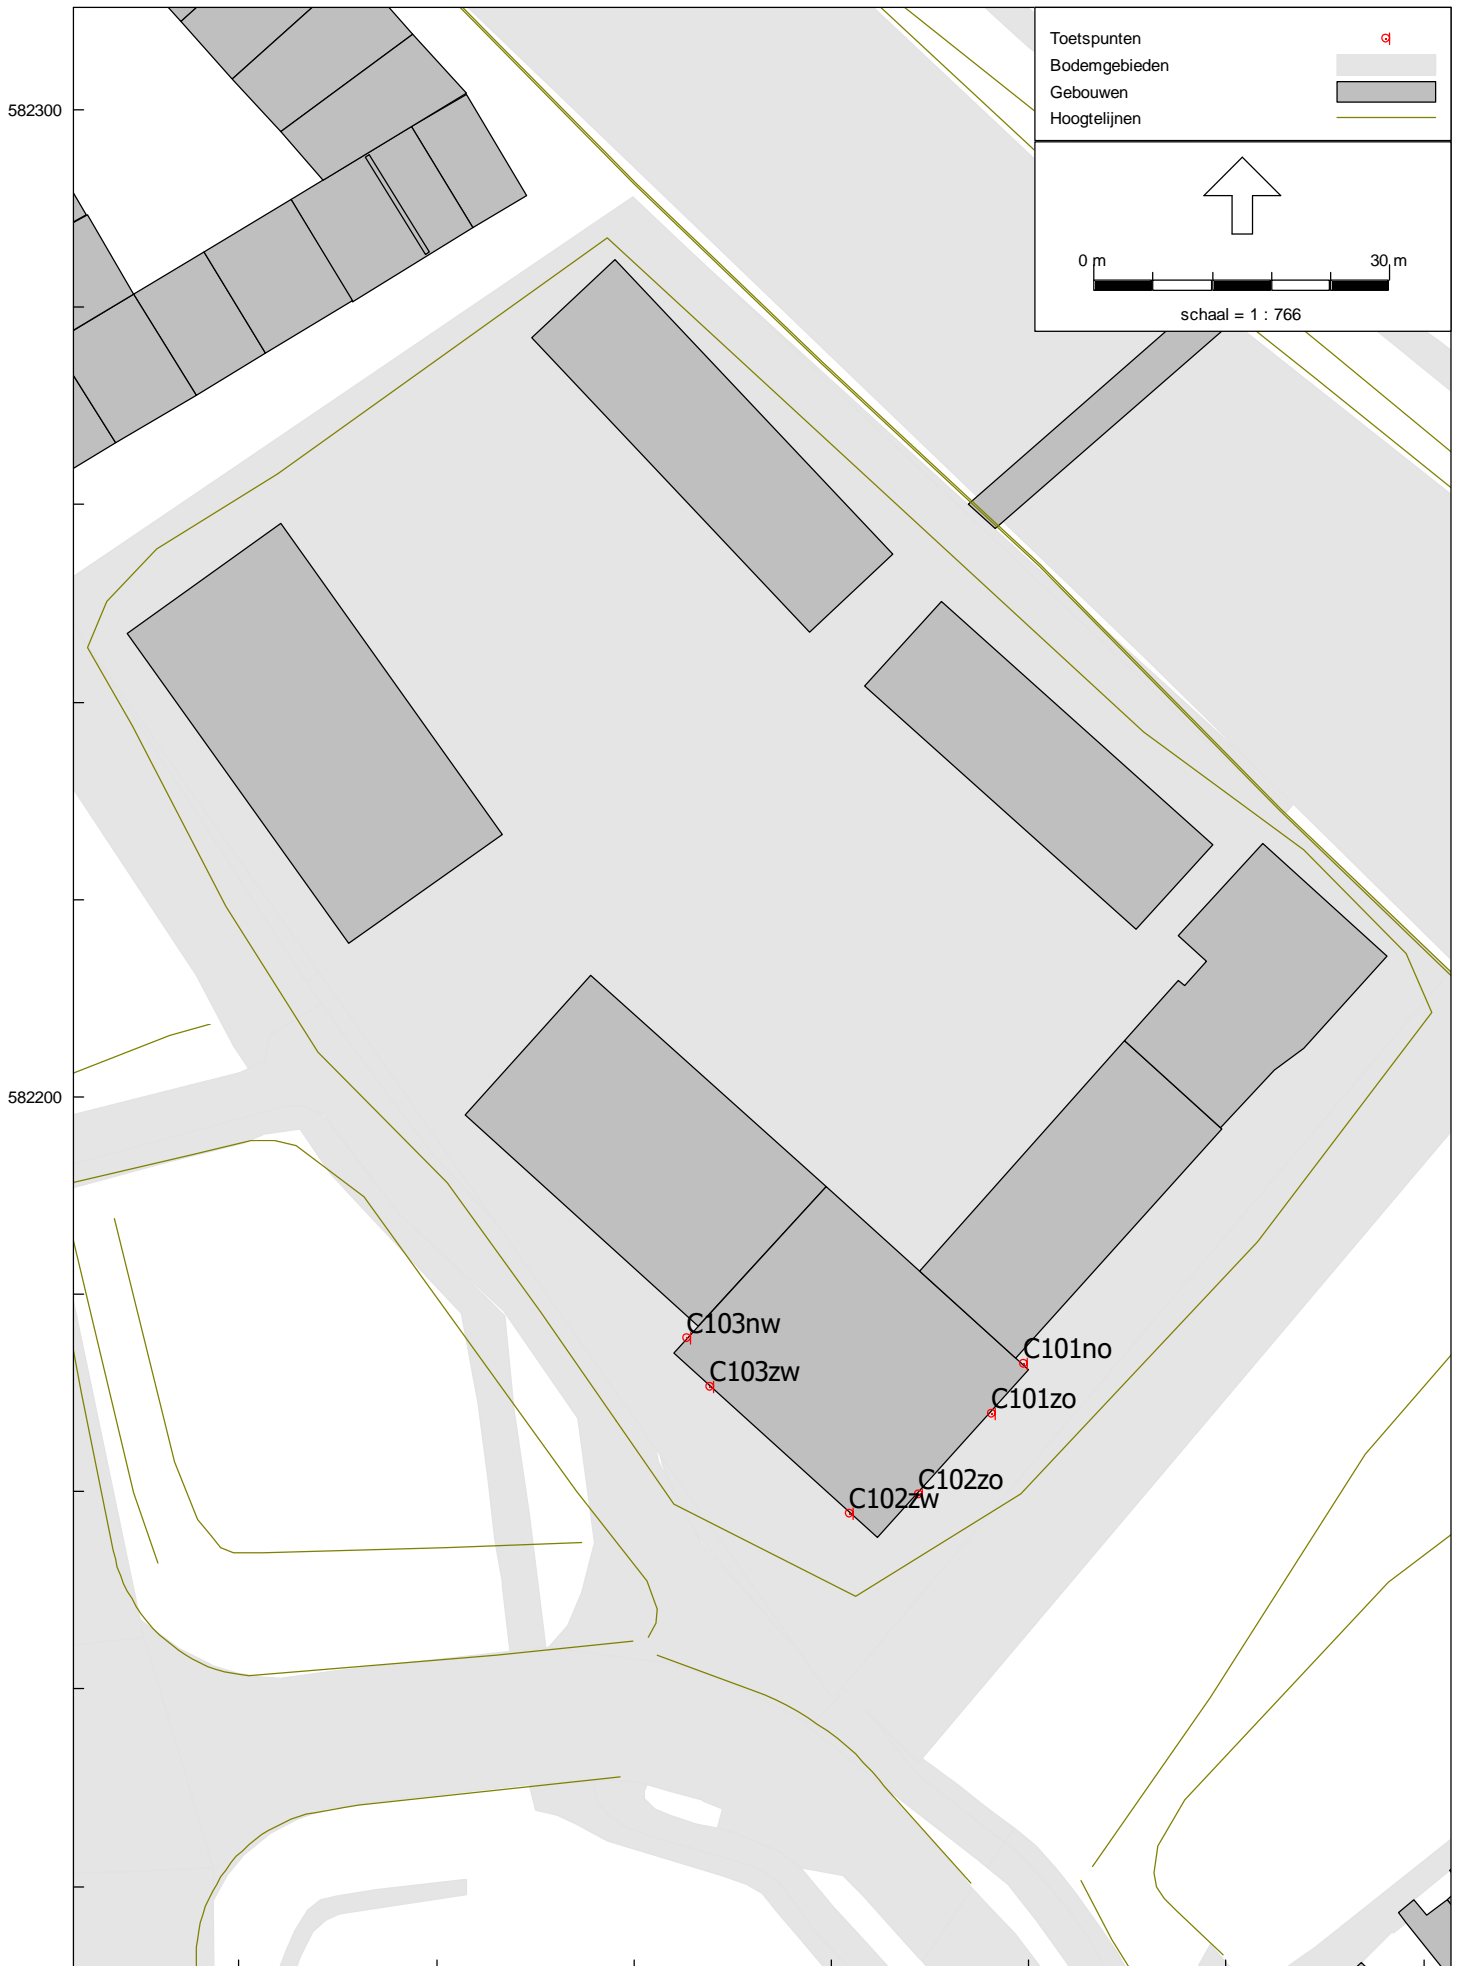 Toetspunten
Bodemgebieden
Gebouwen
Hoogtelijnen
0 m 30 m
schaal = 1 : 766
582300
582200
C103nw
C103zw
C101no
C101zo
C102zo
C102zw